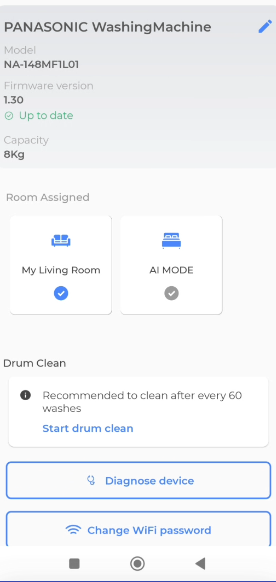 PANASONIC WashingMachine
Model
NA-148MF1L01
Firmware version
1.30
Up to date
Capacity
8Kg
Room Assigned
My Living Room
AI MODE
Drum Clean
Recommended to clean after every 60
washes
Start drum clean
Diagnose device
Change WiFi password